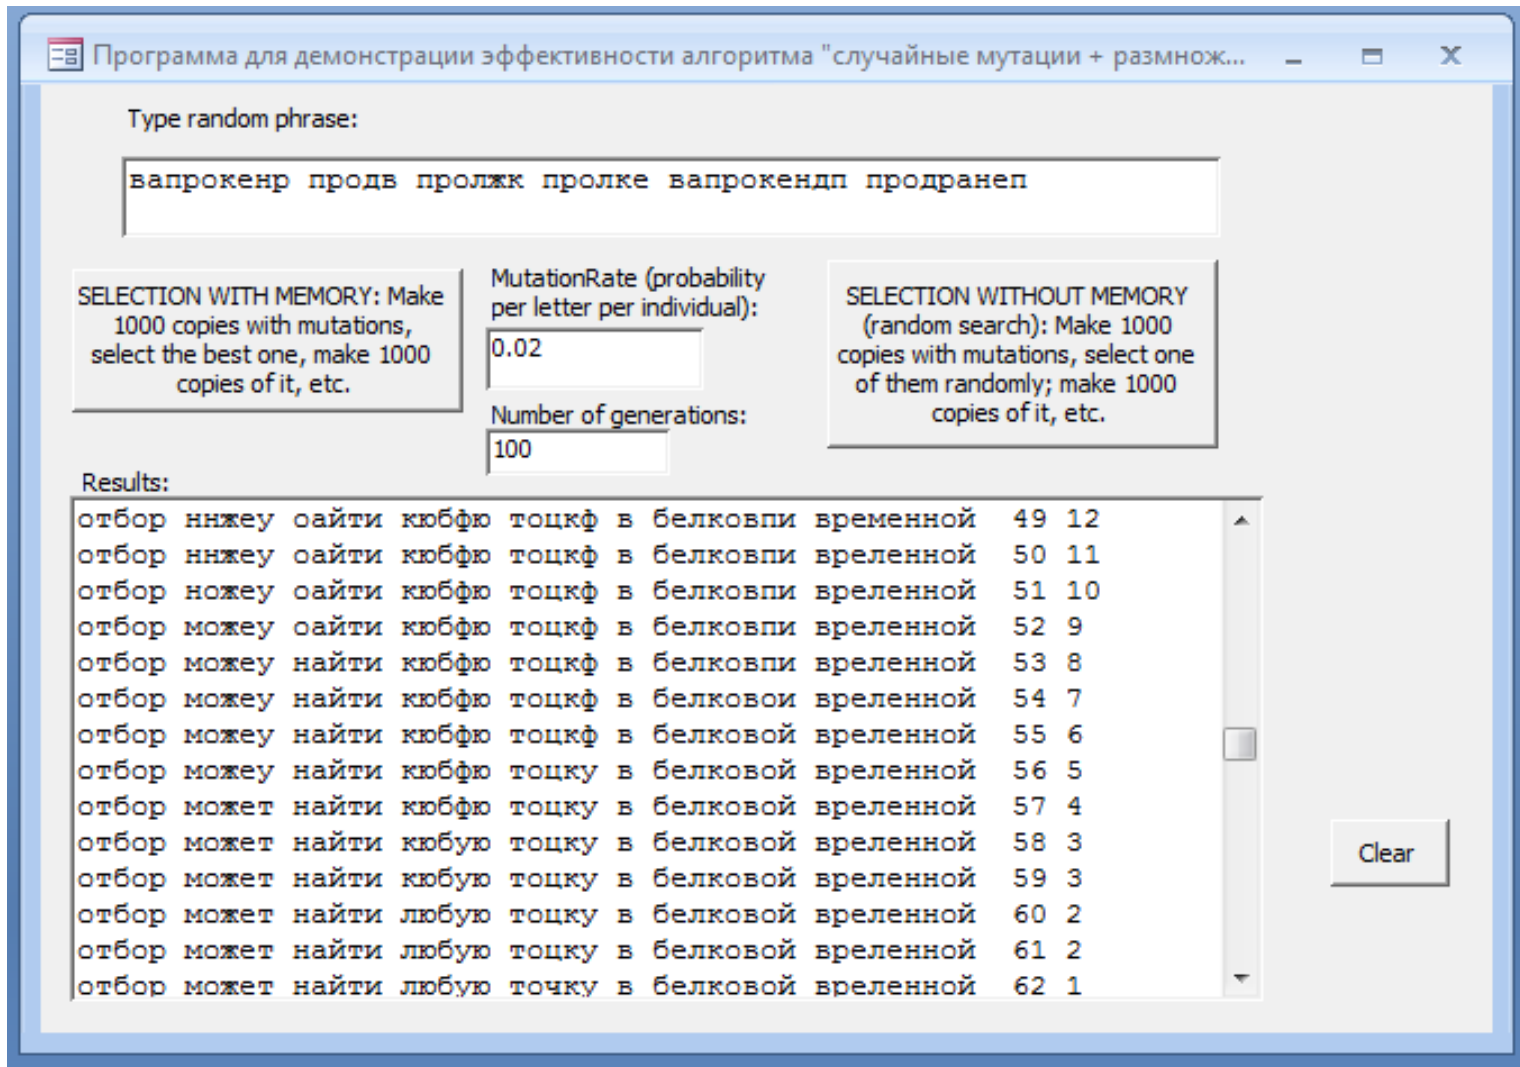 Программа для демонстрации эффективности алгоритма "случайные мутации + размнож...
Type random phrase:
вапрокенр продв пролжк пролке вапрокендп продранеп
SELECTION WITH MEMORY: Make
1000 copies with mutations,
select the best one, make 1000
copies of it, etc.
MutationRate (probability
per letter per individual):
0.02
Number of generations:
100
SELECTION WITHOUT MEMORY
(random search): Make 1000
copies with mutations, select one
of them randomly; make 1000
copies of it, etc.
Results:
отбор ннжеу оайти кюбфю тоцкф в белковпи временной 49 12
отбор ннжеу оайти кюбфю тоцкф в белковпи вреленной 50 11
отбор ножеу оайти кюбфю тоцкф в белковпи вреленной 51 10
отбор можеу оайти кюбфю тоцкф в белковпи вреленной 52 9
отбор можеу найти кюбфю тоцкф в белковпи вреленной 53 8
отбор можеу найти кюбфю тоцкф в белковои вреленной 54 7
отбор можеу найти кюбфю тоцкф в белковой вреленной 55 6
отбор можеу найти кюбфю тоцку в белковой вреленной 56 5
отбор может найти кюбфю тоцку в белковой вреленной 57 4
отбор может найти кюбую тоцку в белковой вреленной 58 3
отбор может найти кюбую тоцку в белковой вреленной 59 3
отбор может найти любую тоцку в белковой вреленной 60 2
отбор может найти любую тоцку в белковой вреленной 61 2
отбор может найти любую точку в белковой вреленной 62 1
Clear